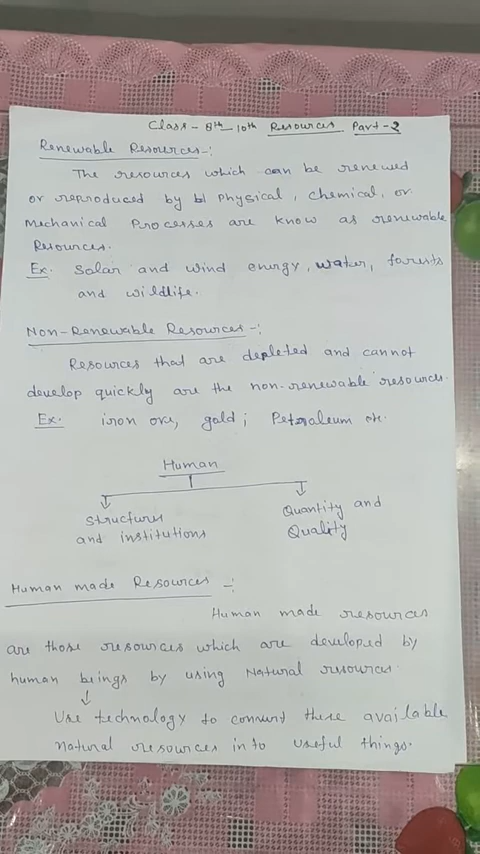 Class - 8th - 10th Resources Part-2
Renewable Resources -:
The resources which can be renewed
or reproduced by Physical, Chemical, or
Mechanical Processes are know as renewable
Resources.
Ex. Solar and wind energy, water, forests
and wildlife.
Non-Renewable Resources -:
Resources that are depleted and cannot
develop quickly are the non-renewable resources.
Ex. iron ore, gold, Petroleum etc.
Human
Structures
and institutions
Quantity and
Quality
Human made Resources -:
Human made resources
are those resources which are developed by
human beings by using Natural resources.
Use technology to convert these available
natural resources in to useful things.